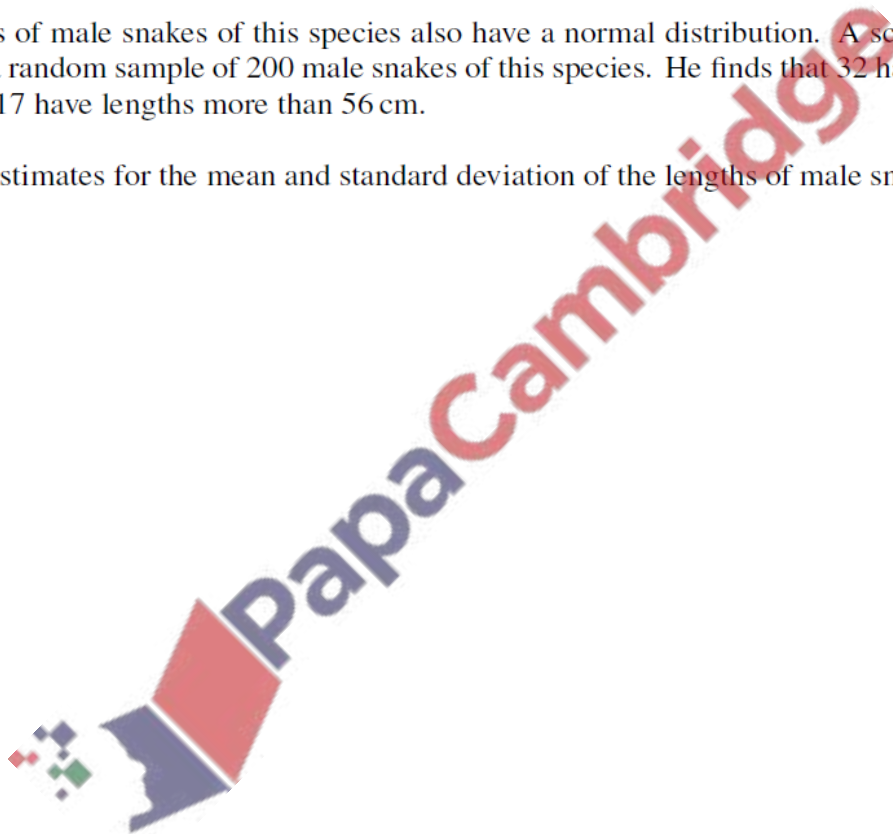 s of male snakes of this species also have a normal distribution. A sc
random sample of 200 male snakes of this species. He finds that 32 h
17 have lengths more than 56 cm.
stimates for the mean and standard deviation of the lengths of male sn
PapaCambridge